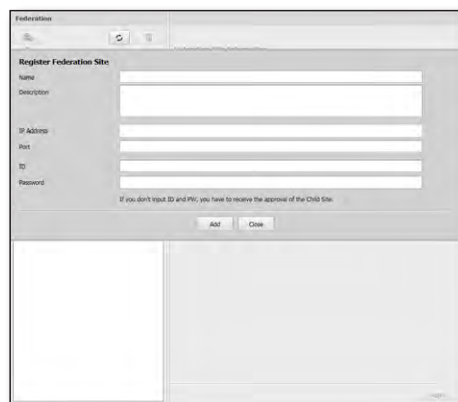 Federation
Register Federation Site
Name
Description
IP Address
Port
ID
Password
If you don't input ID and PW, you have to receive the approval of the Child Site.
Add Close